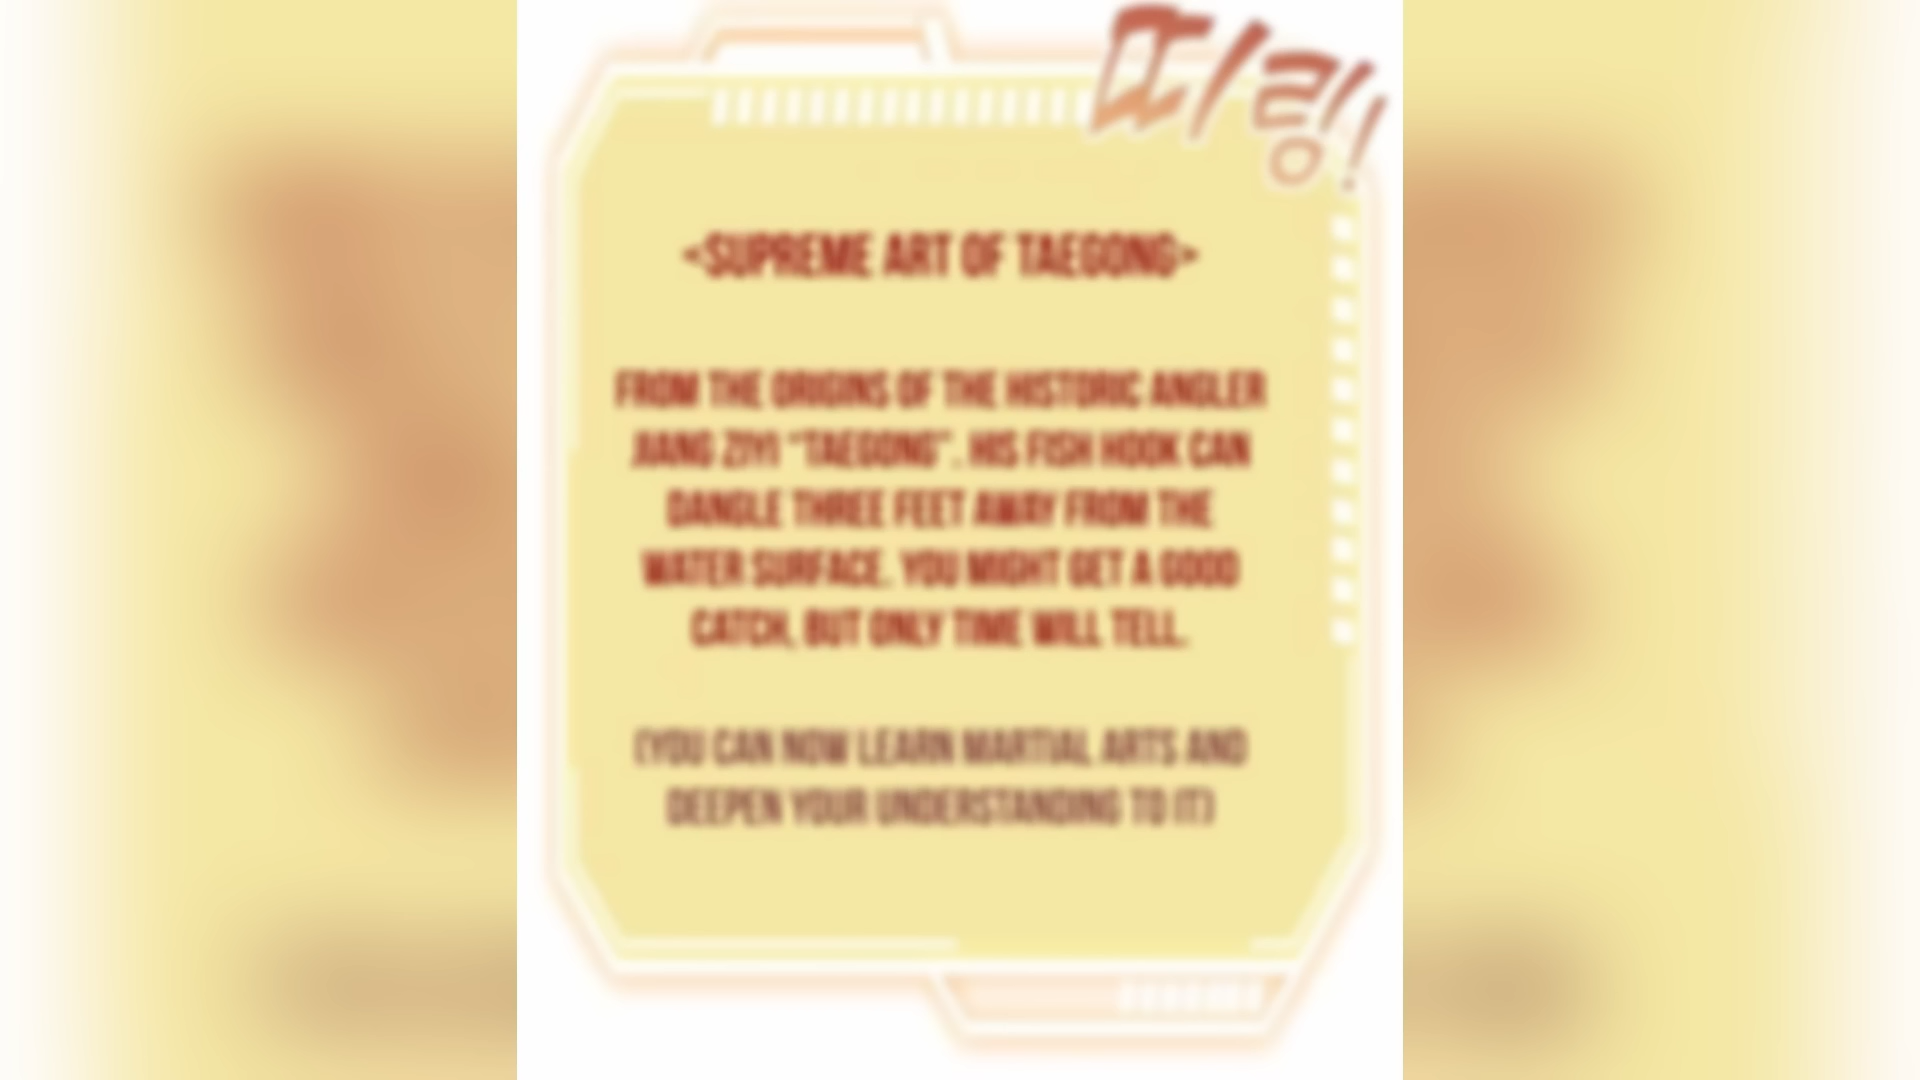 띠링!
<SUPREME ART OF TAEGONG>
FROM THE ORIGINS OF THE HISTORIC ANGLER
JIANG ZIYI "TAEGONG". HIS FISH HOOK CAN
DANGLE THREE FEET AWAY FROM THE
WATER SURFACE. YOU MIGHT GET A GOOD
CATCH, BUT ONLY TIME WILL TELL.
(YOU CAN NOW LEARN MARTIAL ARTS AND
DEEPEN YOUR UNDERSTANDING TO IT)